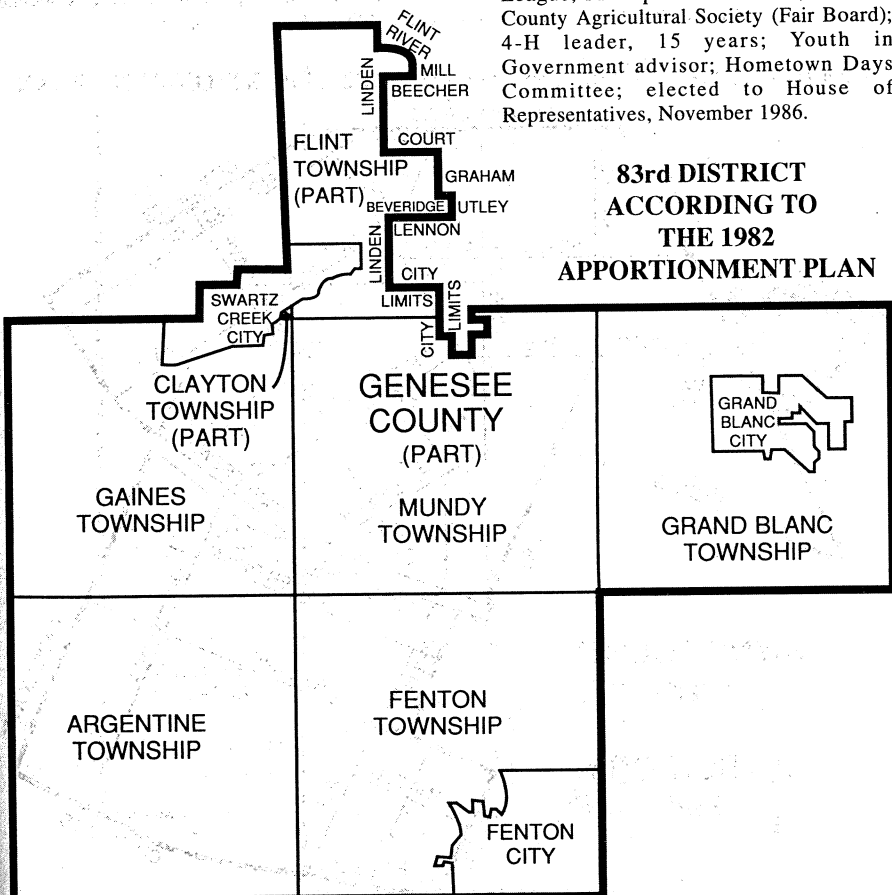 County Agricultural Society (Fair Board);
4-H leader, 15 years; Youth in
Government advisor; Hometown Days
Committee; elected to House of
Representatives, November 1986.
83rd DISTRICT
ACCORDING TO
THE 1982
APPORTIONMENT PLAN
FLINT
RIVER
LINDEN
MILL
BEECHER
COURT
FLINT
TOWNSHIP
(PART)
GRAHAM
BEVERIDGE
UTLEY
LENNON
LINDEN
CITY
LIMITS
CITY
LIMITS
SWARTZ
CREEK
CITY
CLAYTON
TOWNSHIP
(PART)
GENESEE
COUNTY
(PART)
GRAND
BLANC
CITY
GAINES
TOWNSHIP
MUNDY
TOWNSHIP
GRAND BLANC
TOWNSHIP
ARGENTINE
TOWNSHIP
FENTON
TOWNSHIP
FENTON
CITY